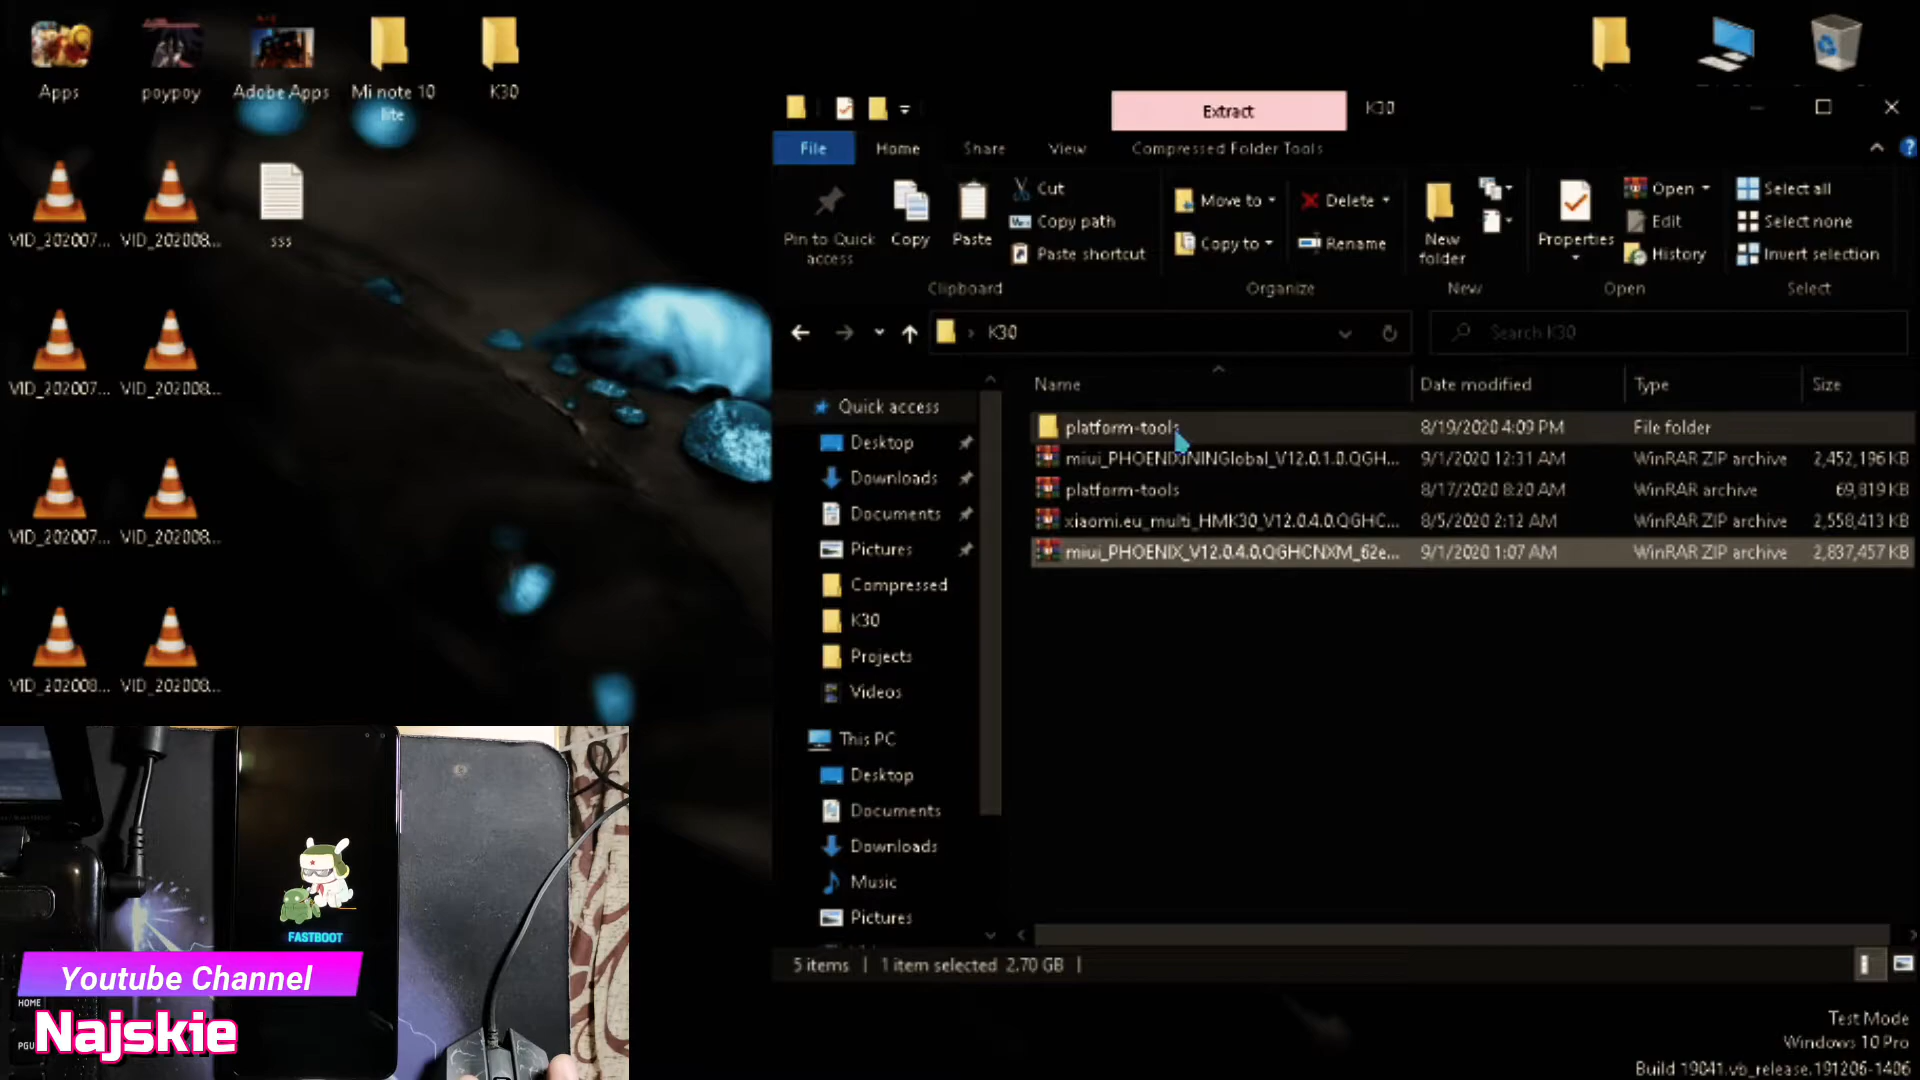 Apps
poypoy
Adobe Apps
Mi note 10 lite
K30
VID_202007...
VID_202008...
sss
VID_202007...
VID_202008...
VID_202007...
VID_202008...
VID_202008...
VID_202008...
Extract
K30
File
Home
Share
View
Compressed Folder Tools
Pin to Quick access
Copy
Paste
Cut
Copy path
Paste shortcut
Clipboard
Move to
Copy to
Delete
Rename
Organize
New folder
New
Properties
Open
Edit
History
Open
Select all
Select none
Invert selection
Select
K30
Search K30
Name
Date modified
Type
Size
platform-tools
8/19/2020 4:09 PM
File folder
miui_PHOENIXININGlobal_V12.0.1.0.QGH...
9/1/2020 12:31 AM
WinRAR ZIP archive
2,452,196 KB
platform-tools
8/17/2020 8:20 AM
WinRAR archive
69,819 KB
xiaomi.eu_multi_HMK30_V12.0.4.0.QGHC...
8/5/2020 2:12 AM
WinRAR ZIP archive
2,558,413 KB
miui_PHOENIX_V12.0.4.0.QGHCNXM_62e...
9/1/2020 1:07 AM
WinRAR ZIP archive
2,837,457 KB
Quick access
Desktop
Downloads
Documents
Pictures
Compressed
K30
Projects
Videos
This PC
Desktop
Documents
Downloads
Music
Pictures
5 items
1 item selected 2.70 GB
FASTBOOT
Youtube Channel
HOME
Najskie
PGU
Test Mode
Windows 10 Pro
Build 19041.vb_release.191206-1406